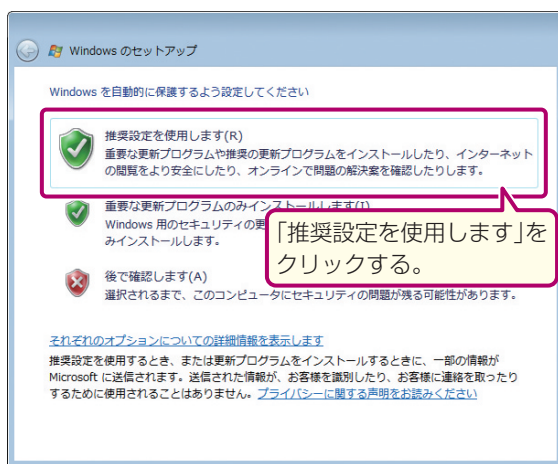 Windows のセットアップ
Windows を自動的に保護するよう設定してください
推奨設定を使用します(R)
重要な更新プログラムや推奨の更新プログラムをインストールしたり、インターネット
の閲覧をより安全にしたり、オンラインで問題の解決案を確認したりします。
重要な更新プログラムのみインストールします(I)
Windows 用のセキュリティの更
みインストールします。
「推奨設定を使用します」を
クリックする。
後で確認します(A)
選択されるまで、このコンピュータにセキュリティの問題が残る可能性があります。
それぞれのオプションについての詳細情報を表示します
推奨設定を使用するとき、または更新プログラムをインストールするときに、一部の情報が
Microsoft に送信されます。送信された情報が、お客様を識別したり、お客様に連絡を取ったり
するために使用されることはありません。プライバシーに関する声明をお読みください